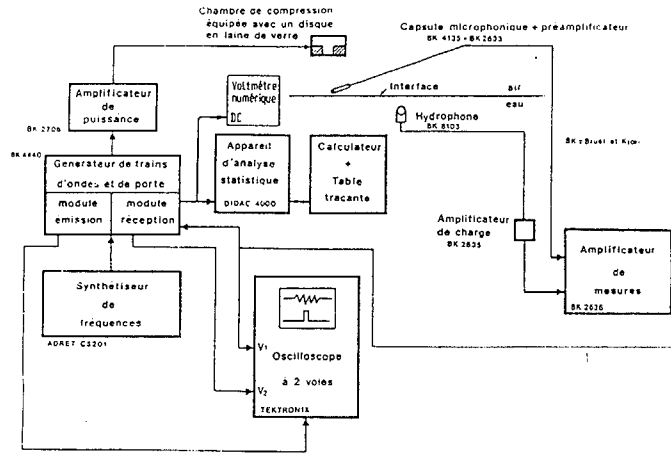 Chambre de compression
équipée avec un disque
en laine de verre
Capsule microphonique + préamplificateur
BK 4135 + BK 2633
Amplificateur
de
puissance
BK 2706
Voltmètre
numérique
DC
Interface
air
eau
Hydrophone
BK 8103
BK = Bruel et Kjær
BK 4440
Générateur de trains
d'ondes et de porte
module
émission
module
réception
Appareil
d'analyse
statistique
DIDAC 4000
Calculateur
+
Table
traçante
Amplificateur
de charge
BK 2635
Amplificateur
de
mesures
BK 2636
Synthétiseur
de
fréquences
ADRET CS201
V1
Oscilloscope
à 2 voies
V2
TEKTRONIX